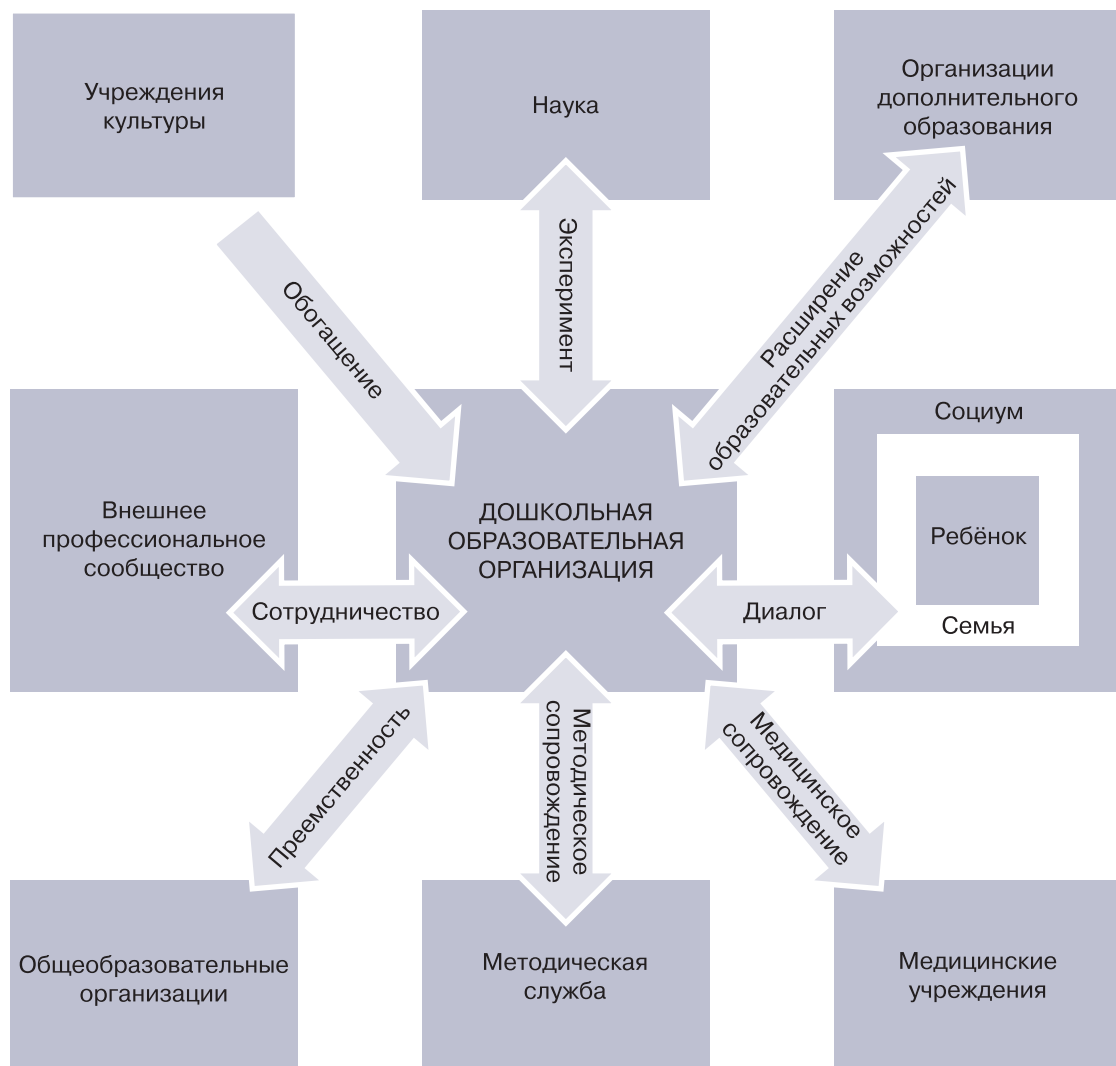 Учреждения
культуры
Наука
Организации
дополнительного
образования
Обогащение
Эксперимент
Расширение
образовательных возможностей
Внешнее
профессиональное
сообщество
Сотрудничество
ДОШКОЛЬНАЯ
ОБРАЗОВАТЕЛЬНАЯ
ОРГАНИЗАЦИЯ
Диалог
Социум
Ребёнок
Семья
Преемственность
Методическое
сопровождение
Медицинское
сопровождение
Общеобразовательные
организации
Методическая
служба
Медицинские
учреждения